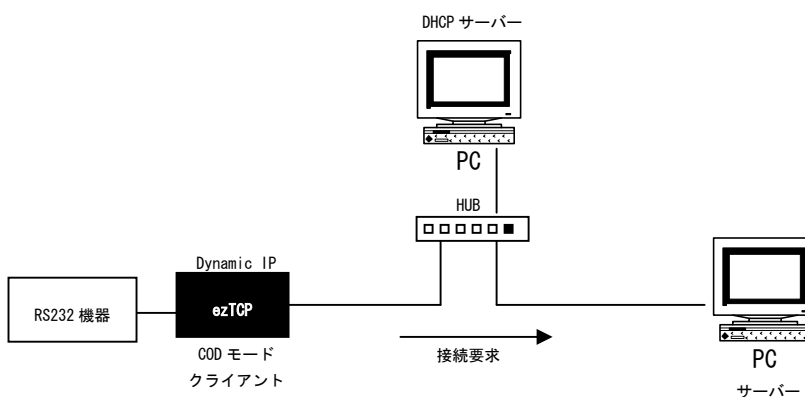 DHCP サーバー
PC
HUB
Dynamic IP
RS232 機器
ezTCP
COD モード
クライアント
接続要求
PC
サーバー